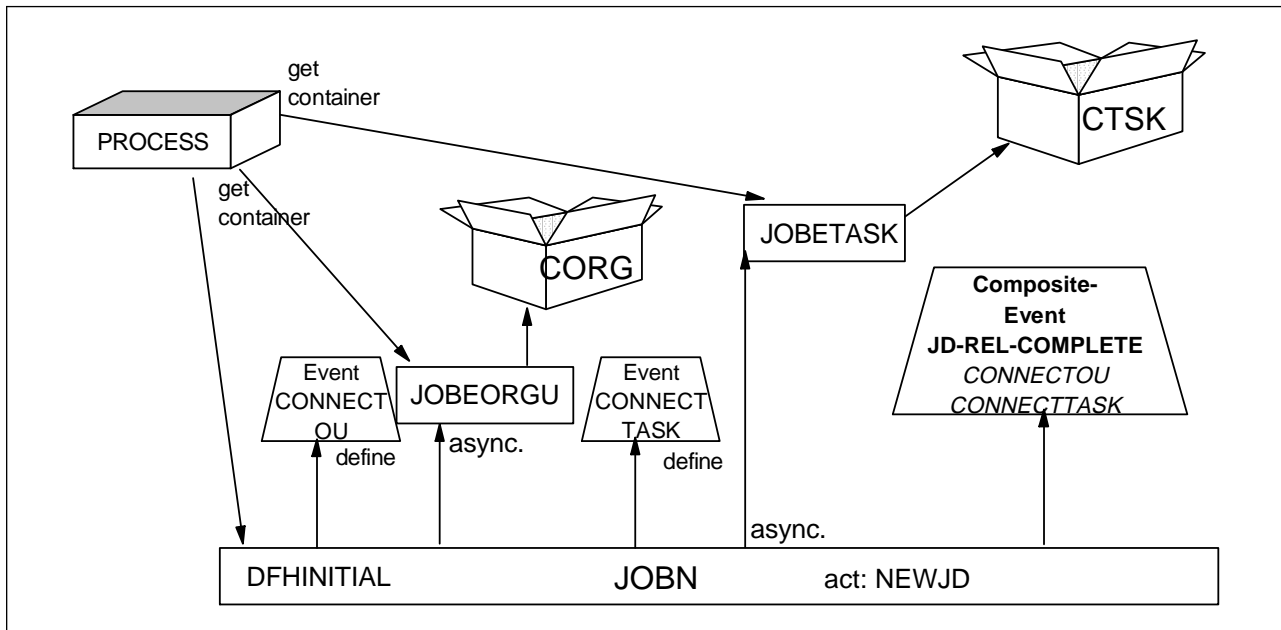 get
container
CTSK
PROCESS
get
container
JOBETASK
CORG
Composite-
Event
JD-REL-COMPLETE
CONNECTOU
CONNECTTASK
Event
CONNECT
OU
define
JOBEORGU
async.
Event
CONNECT
TASK
define
async.
DFHINITIAL
JOBN
act: NEWJD